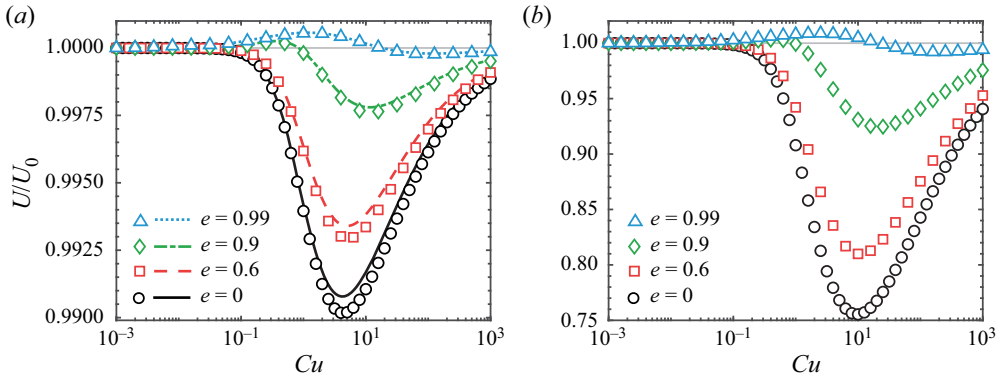 (a)
1.0000
0.9975
0.9950
0.9925
0.9900
U/U₀
e = 0.99
e = 0.9
e = 0.6
e = 0
10⁻³ 10⁻¹ 10¹ 10³
Cu
(b)
1.00
0.95
0.90
0.85
0.80
0.75
e = 0.99
e = 0.9
e = 0.6
e = 0
10⁻³ 10⁻¹ 10¹ 10³
Cu